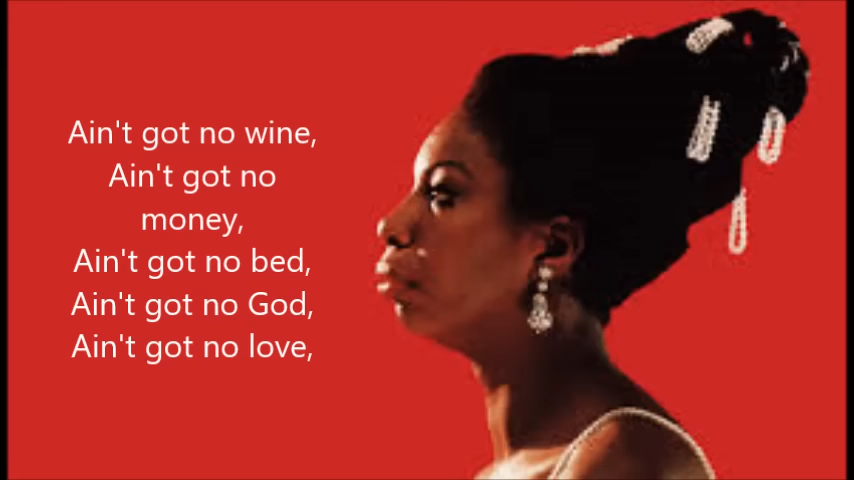 Ain't got no wine,
Ain't got no
money,
Ain't got no bed,
Ain't got no God,
Ain't got no love,